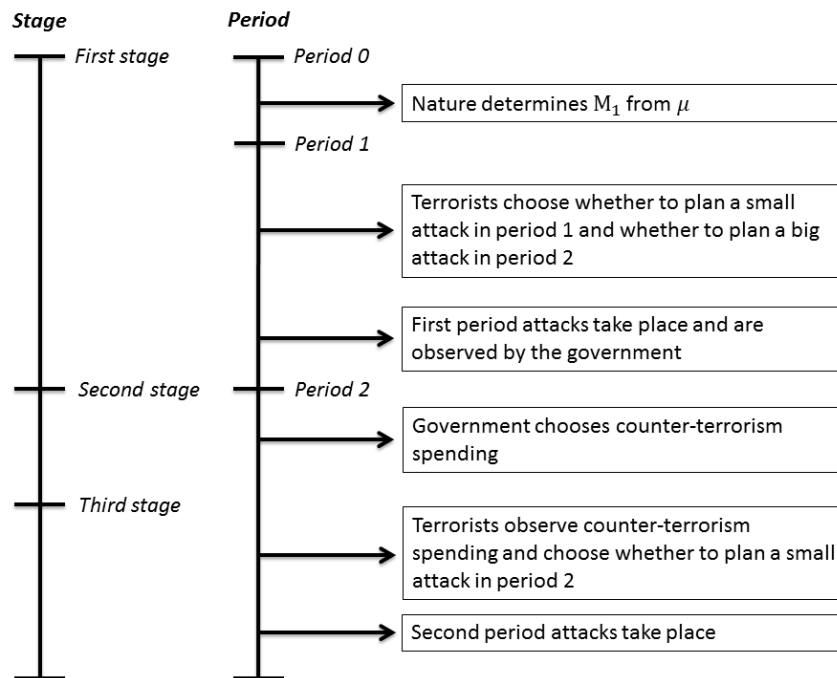 Stage
Period
First stage
Period 0
Nature determines M₁ from μ
Period 1
Terrorists choose whether to plan a small
attack in period 1 and whether to plan a big
attack in period 2
First period attacks take place and are
observed by the government
Second stage
Period 2
Government chooses counter-terrorism
spending
Third stage
Terrorists observe counter-terrorism
spending and choose whether to plan a small
attack in period 2
Second period attacks take place